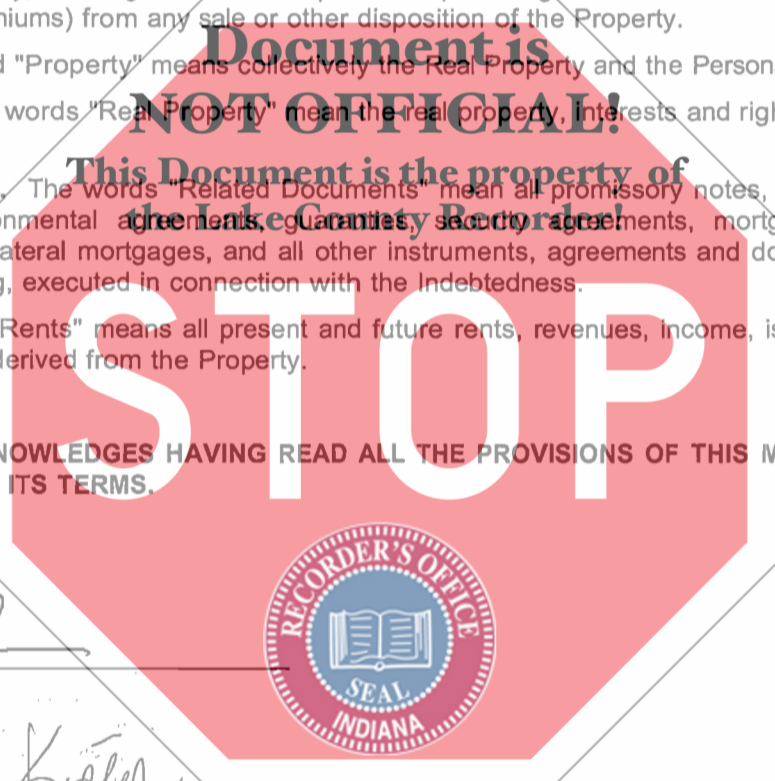 niums) from any sale or other disposition of the Property.
Document is
"Property" means collectively the Real Property and the Person
NOT OFFICIAL!
words "Real Property" mean the real property, interests and righ
This Document is the property of
. The words "Related Documents" mean all promissory notes,
the Lake County Recorder!
onmental agreements, guaranties, security agreements, mortg
ateral mortgages, and all other instruments, agreements and do
, executed in connection with the Indebtedness.
Rents" means all present and future rents, revenues, income, is
derived from the Property.
STOP
NOWLEDGES HAVING READ ALL THE PROVISIONS OF THIS M
ITS TERMS.
RECORDER'S OFFICE
SEAL
INDIANA